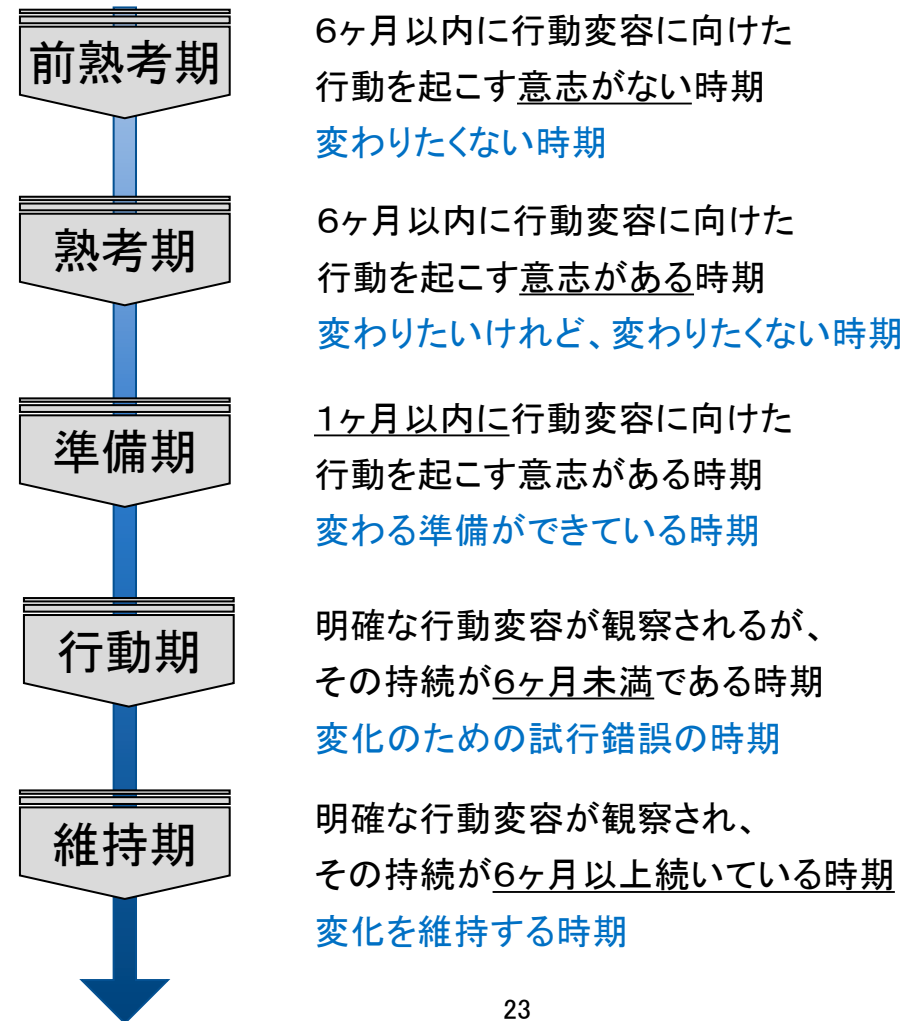 前熟考期
6ヶ月以内に行動変容に向けた
行動を起こす意志がない時期
変わりたくない時期
熟考期
6ヶ月以内に行動変容に向けた
行動を起こす意志がある時期
変わりたいけれど、変わりたくない時期
準備期
1ヶ月以内に行動変容に向けた
行動を起こす意志がある時期
変わる準備ができている時期
行動期
明確な行動変容が観察されるが、
その持続が6ヶ月未満である時期
変化のための試行錯誤の時期
維持期
明確な行動変容が観察され、
その持続が6ヶ月以上続いている時期
変化を維持する時期
23